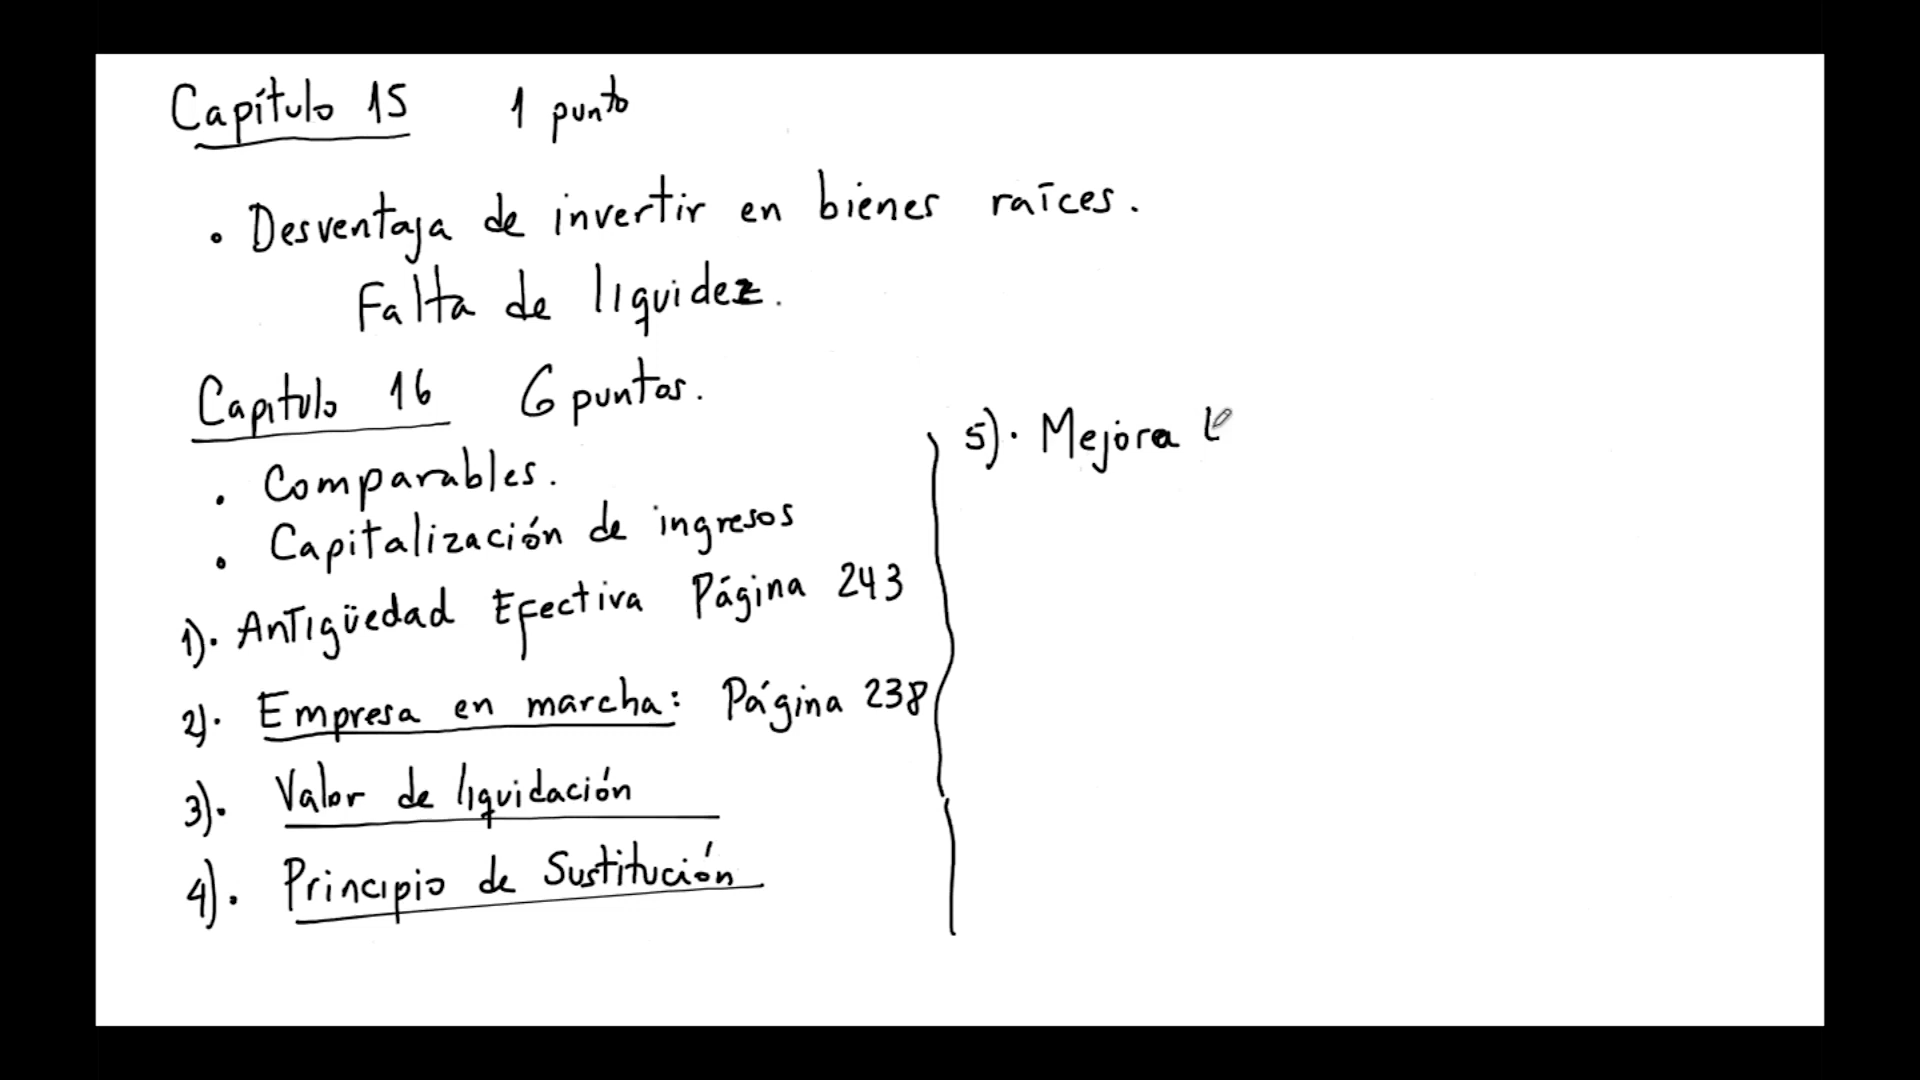 Capítulo 15 1 punto
• Desventaja de invertir en bienes raíces.
Falta de liquidez.
Capitulo 16 6 puntos.
• Comparables.
• Capitalización de ingresos
1). Antigüedad Efectiva Página 243
2). Empresa en marcha: Página 238
3). Valor de liquidación
4). Principio de Sustitución
5). Mejora